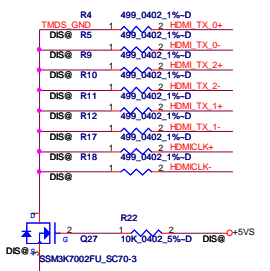 R4 499_0402_1%~D
TMDS_GND 1 2 HDMI_TX_0+
DIS@ R5 499_0402_1%~D
1 2 HDMI_TX_0-
DIS@ R9 499_0402_1%~D
1 2 HDMI_TX_2+
DIS@ R10 499_0402_1%~D
1 2 HDMI_TX_2-
DIS@ R11 499_0402_1%~D
1 2 HDMI_TX_1+
DIS@ R12 499_0402_1%~D
1 2 HDMI_TX_1-
DIS@ R17 499_0402_1%~D
1 2 HDMICLK+
DIS@ R18 499_0402_1%~D
1 2 HDMICLK-
DIS@
D
R22
2 1 2 +5VS
G Q27 10K_0402_5%~D DIS@
DIS@ S
SSM3K7002FU_SC70-3